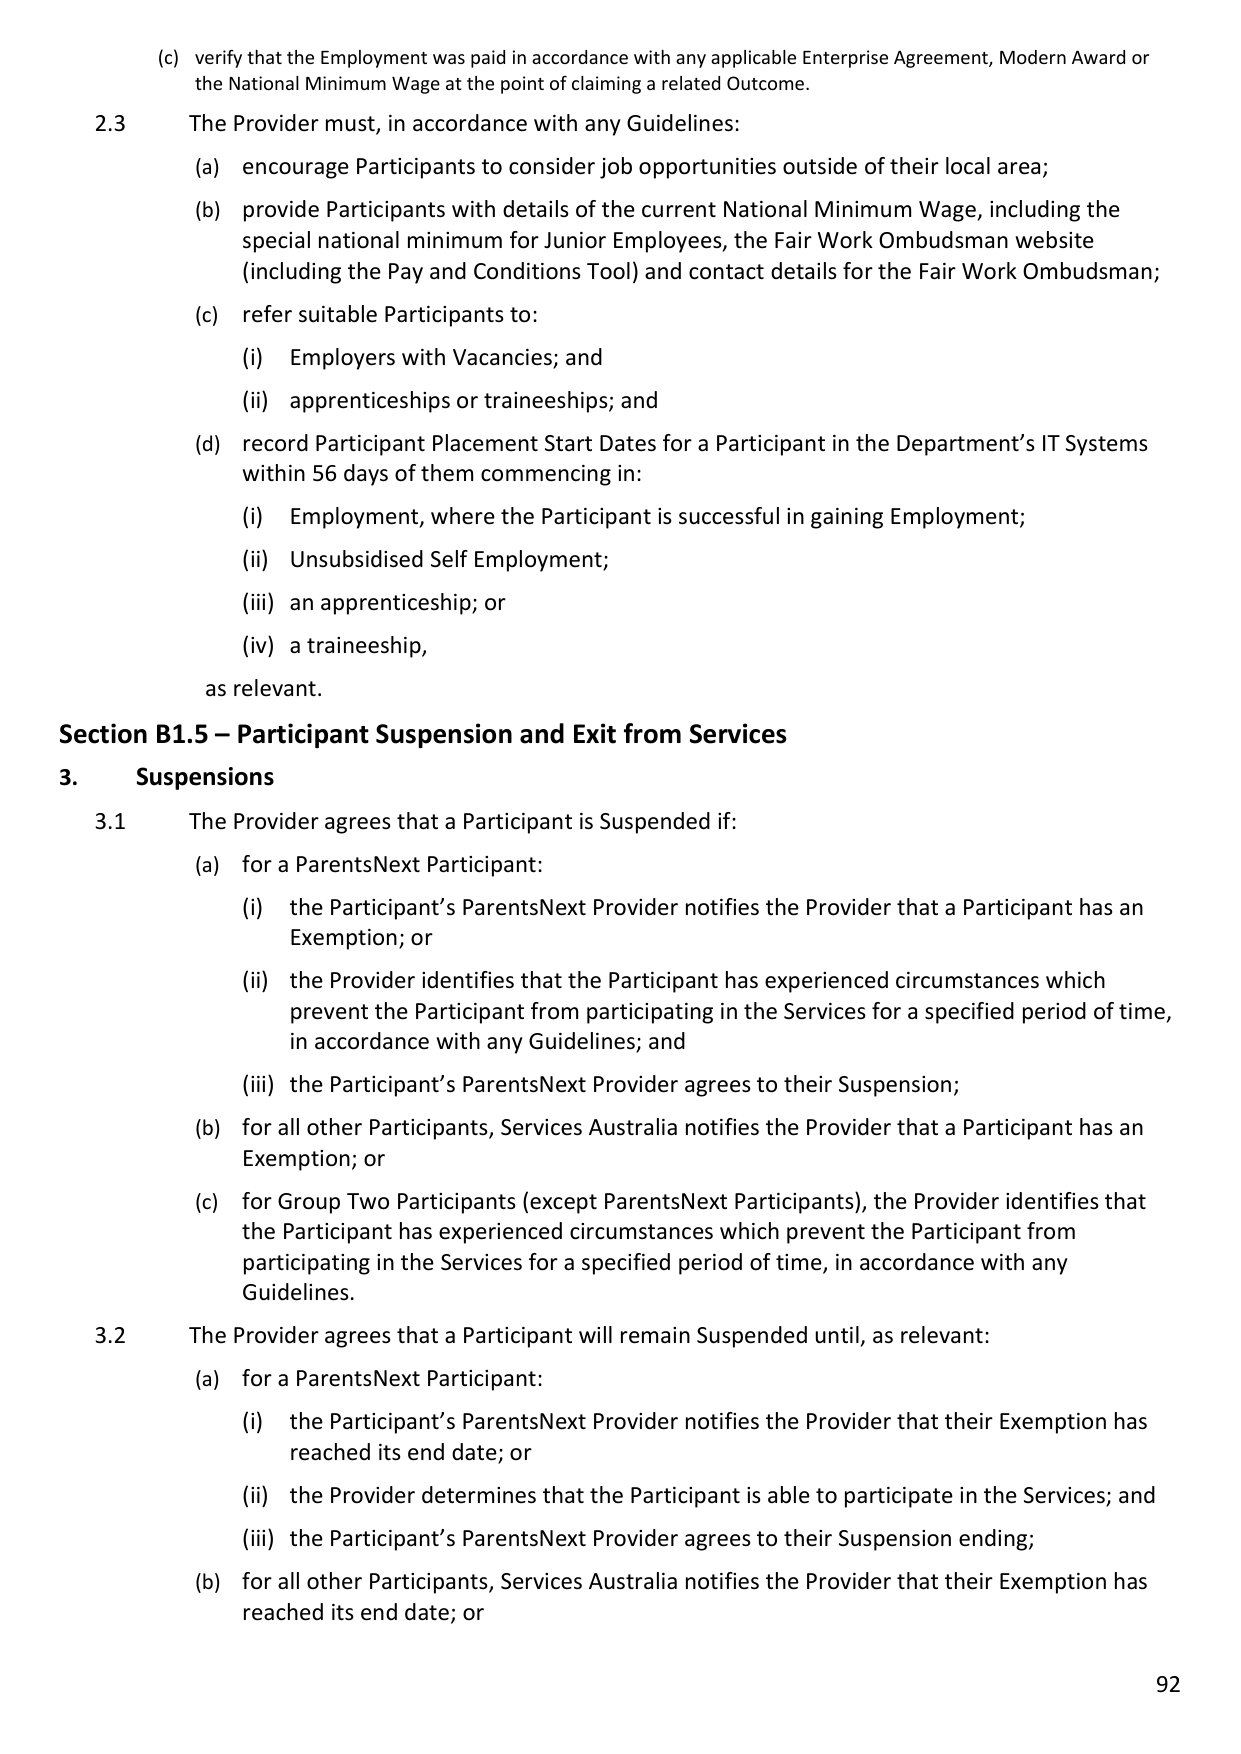 (c) verify that the Employment was paid in accordance with any applicable Enterprise Agreement, Modern Award or
the National Minimum Wage at the point of claiming a related Outcome.
2.3 The Provider must, in accordance with any Guidelines:
(a) encourage Participants to consider job opportunities outside of their local area;
(b) provide Participants with details of the current National Minimum Wage, including the
special national minimum for Junior Employees, the Fair Work Ombudsman website
(including the Pay and Conditions Tool) and contact details for the Fair Work Ombudsman;
(c) refer suitable Participants to:
(i) Employers with Vacancies; and
(ii) apprenticeships or traineeships; and
(d) record Participant Placement Start Dates for a Participant in the Department’s IT Systems
within 56 days of them commencing in:
(i) Employment, where the Participant is successful in gaining Employment;
(ii) Unsubsidised Self Employment;
(iii) an apprenticeship; or
(iv) a traineeship,
as relevant.
Section B1.5 – Participant Suspension and Exit from Services
3. Suspensions
3.1 The Provider agrees that a Participant is Suspended if:
(a) for a ParentsNext Participant:
(i) the Participant’s ParentsNext Provider notifies the Provider that a Participant has an
Exemption; or
(ii) the Provider identifies that the Participant has experienced circumstances which
prevent the Participant from participating in the Services for a specified period of time,
in accordance with any Guidelines; and
(iii) the Participant’s ParentsNext Provider agrees to their Suspension;
(b) for all other Participants, Services Australia notifies the Provider that a Participant has an
Exemption; or
(c) for Group Two Participants (except ParentsNext Participants), the Provider identifies that
the Participant has experienced circumstances which prevent the Participant from
participating in the Services for a specified period of time, in accordance with any
Guidelines.
3.2 The Provider agrees that a Participant will remain Suspended until, as relevant:
(a) for a ParentsNext Participant:
(i) the Participant’s ParentsNext Provider notifies the Provider that their Exemption has
reached its end date; or
(ii) the Provider determines that the Participant is able to participate in the Services; and
(iii) the Participant’s ParentsNext Provider agrees to their Suspension ending;
(b) for all other Participants, Services Australia notifies the Provider that their Exemption has
reached its end date; or
92